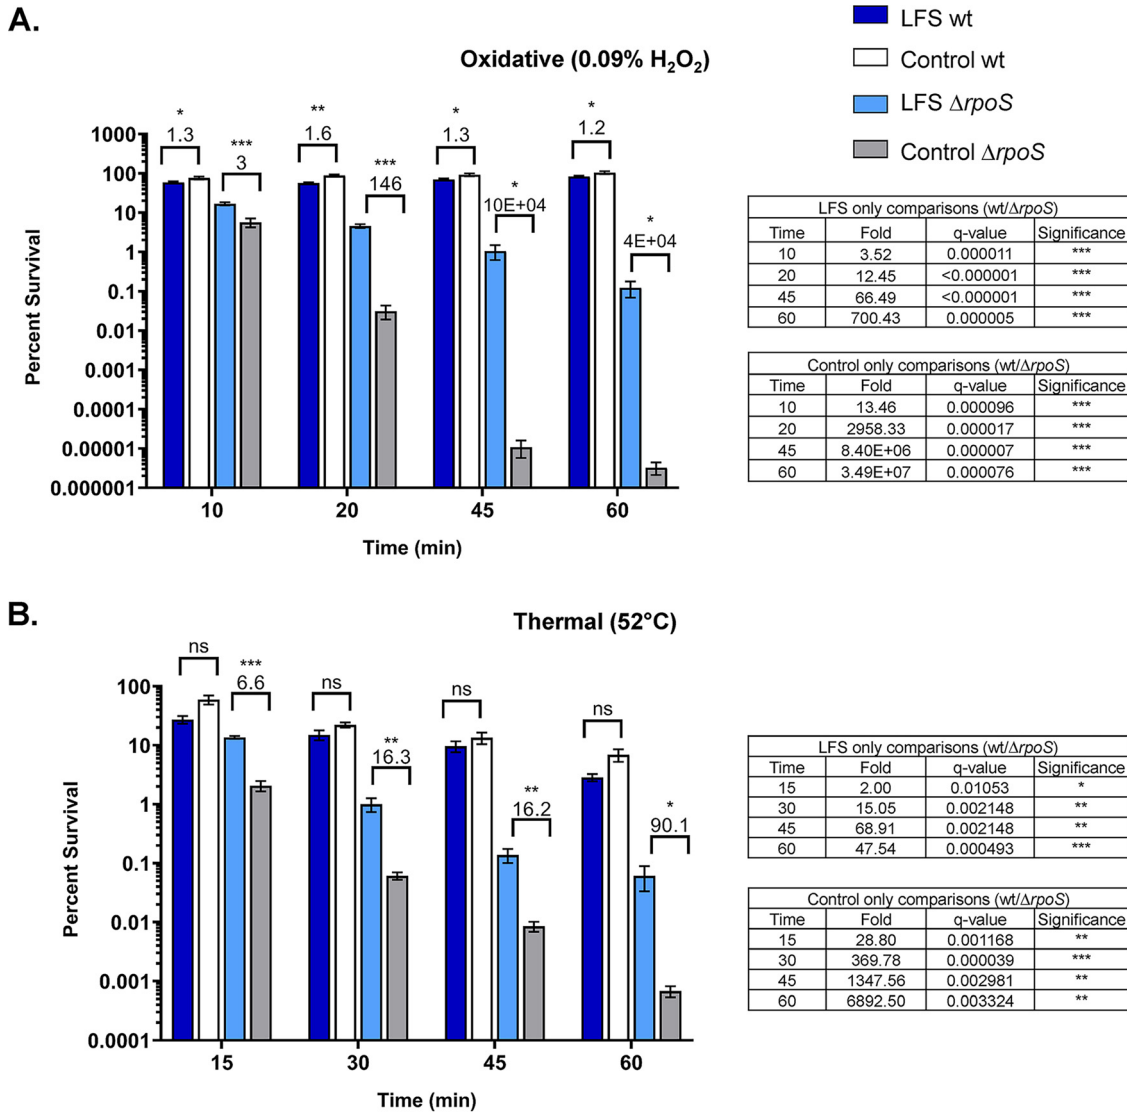 A.
Oxidative (0.09% H₂O₂)
LFS wt
Control wt
LFS ΔrpoS
Control ΔrpoS
* ** * *
1.3 1.6 1.3 1.2
*** *** * *
3 146 10E+04 4E+04
1000
100
10
1
0.1
0.01
0.001
0.0001
0.00001
0.000001
Percent Survival
10 20 45 60
Time (min)
LFS only comparisons (wt/ΔrpoS)
Time Fold q-value Significance
10 3.52 0.000011 ***
20 12.45 <0.000001 ***
45 66.49 <0.000001 ***
60 700.43 0.000005 ***
Control only comparisons (wt/ΔrpoS)
Time Fold q-value Significance
10 13.46 0.000096 ***
20 2958.33 0.000017 ***
45 8.40E+06 0.000007 ***
60 3.49E+07 0.000076 ***
B.
Thermal (52°C)
ns ns ns ns
*** ** ** *
6.6 16.3 16.2 90.1
100
10
1
0.1
0.01
0.001
0.0001
Percent Survival
15 30 45 60
Time (min)
LFS only comparisons (wt/ΔrpoS)
Time Fold q-value Significance
15 2.00 0.01053 *
30 15.05 0.002148 **
45 68.91 0.002148 **
60 47.54 0.000493 ***
Control only comparisons (wt/ΔrpoS)
Time Fold q-value Significance
15 28.80 0.001168 **
30 369.78 0.000039 ***
45 1347.56 0.002981 **
60 6892.50 0.003324 **